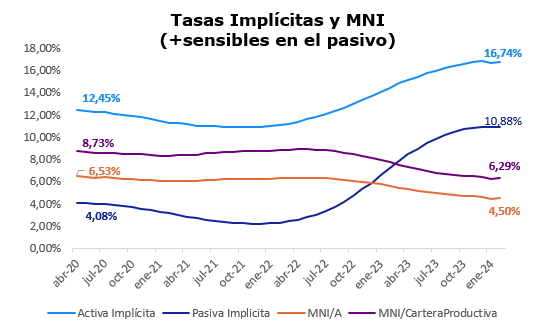 Tasas Implícitas y MNI
(+sensibles en el pasivo)
18,00%
16,00%
14,00%
12,00%
10,00%
8,00%
6,00%
4,00%
2,00%
0,00%
12,45%
8,73%
6,53%
4,08%
16,74%
10,88%
6,29%
4,50%
abr-20
jul-20
oct-20
ene-21
abr-21
jul-21
oct-21
ene-22
abr-22
jul-22
oct-22
ene-23
abr-23
jul-23
oct-23
ene-24
Activa Implícita
Pasiva Implicita
MNI/A
MNI/CarteraProductiva